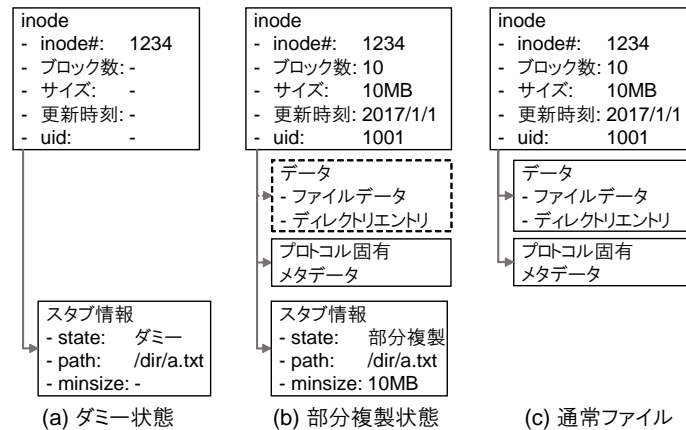 inode
- inode#: 1234
- ブロック数: -
- サイズ: -
- 更新時刻: -
- uid: -
スタブ情報
- state: ダミー
- path: /dir/a.txt
- minsize: -
(a) ダミー状態
inode
- inode#: 1234
- ブロック数: 10
- サイズ: 10MB
- 更新時刻: 2017/1/1
- uid: 1001
データ
- ファイルデータ
- ディレクトリエントリ
プロトコル固有
メタデータ
スタブ情報
- state: 部分複製
- path: /dir/a.txt
- minsize: 10MB
(b) 部分複製状態
inode
- inode#: 1234
- ブロック数: 10
- サイズ: 10MB
- 更新時刻: 2017/1/1
- uid: 1001
データ
- ファイルデータ
- ディレクトリエントリ
プロトコル固有
メタデータ
(c) 通常ファイル